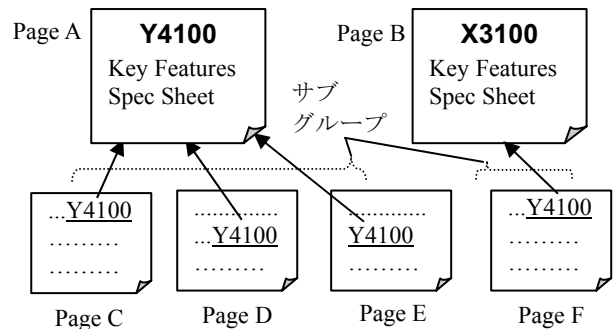 Page A
Y4100
Key Features
Spec Sheet
Page B
X3100
Key Features
Spec Sheet
サブ
グループ
...Y4100
.........
.........
Page C
............
...Y4100
.........
Page D
............
Y4100
.........
Page E
...Y4100
.........
.........
Page F